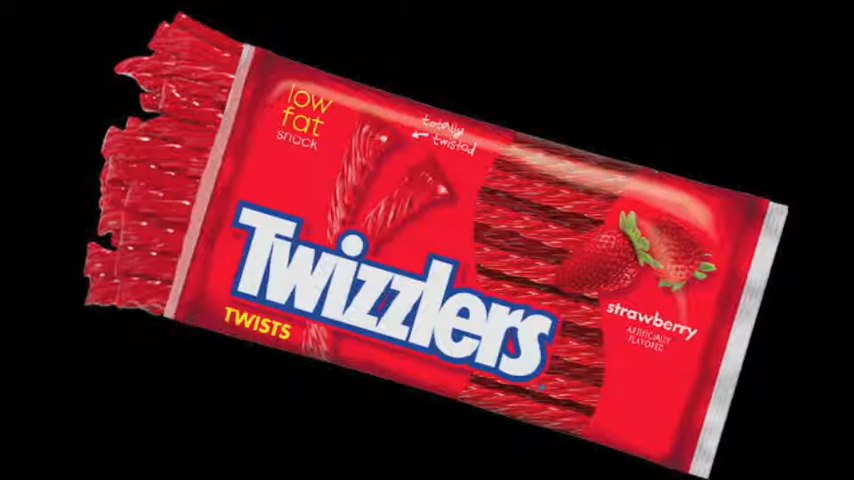 low
fat
snack
totally
twisted
Twizzlers
TWISTS
strawberry
ARTIFICIALLY
FLAVORED